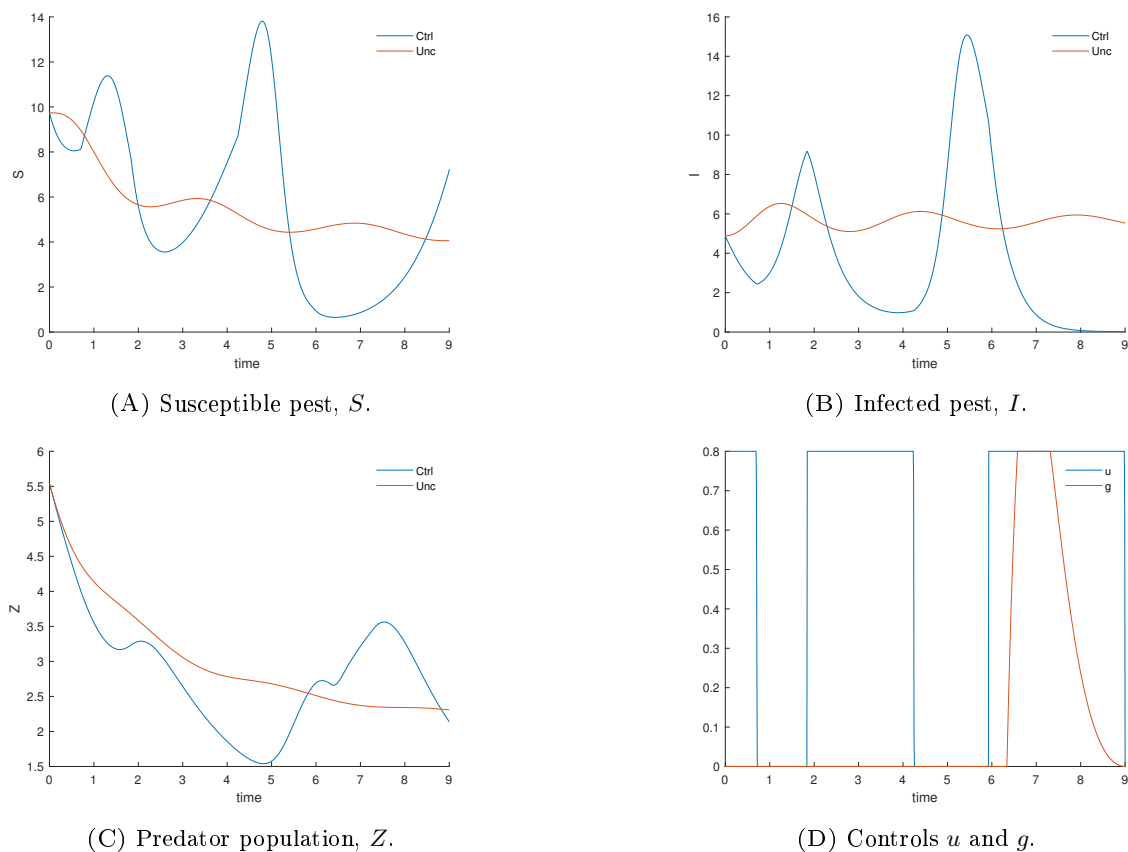 14
12
10
8
6
4
2
0
S
0 1 2 3 4 5 6 7 8 9
time
Ctrl
Unc
(A) Susceptible pest, S.
16
14
12
10
8
6
4
2
0
I
0 1 2 3 4 5 6 7 8 9
time
Ctrl
Unc
(B) Infected pest, I.
6
5.5
5
4.5
4
3.5
3
2.5
2
1.5
Z
0 1 2 3 4 5 6 7 8 9
time
Ctrl
Unc
(C) Predator population, Z.
0.8
0.7
0.6
0.5
0.4
0.3
0.2
0.1
0
0 1 2 3 4 5 6 7 8 9
time
u
g
(D) Controls u and g.